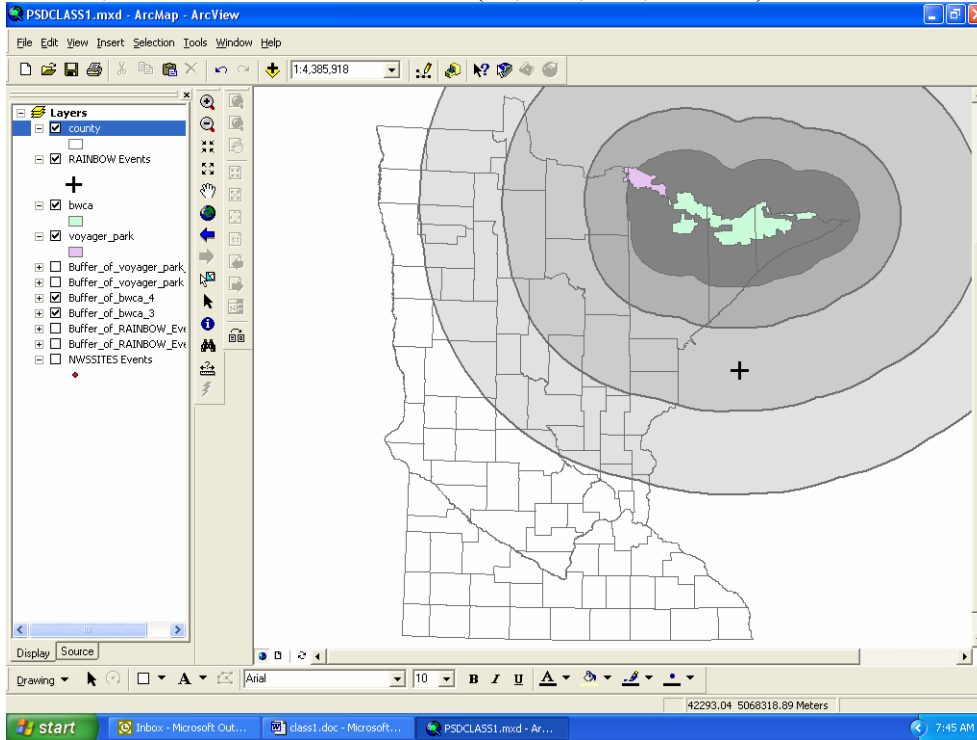 PSDCLASS1.mxd - ArcMap - ArcView
File Edit View Insert Selection Tools Window Help
1:4,385,918
Layers
county
RAINBOW Events
bwca
voyager_park
Buffer_of_voyager_park_
Buffer_of_voyager_park
Buffer_of_bwca_4
Buffer_of_bwca_3
Buffer_of_RAINBOW_Eve
Buffer_of_RAINBOW_Eve
NWSSITES Events
Display Source
Drawing Arial 10 B I U A
42293.04 5068318.89 Meters
start Inbox - Microsoft Out... class1.doc - Microsoft... PSDCLASS1.mxd - Ar... 7:45 AM